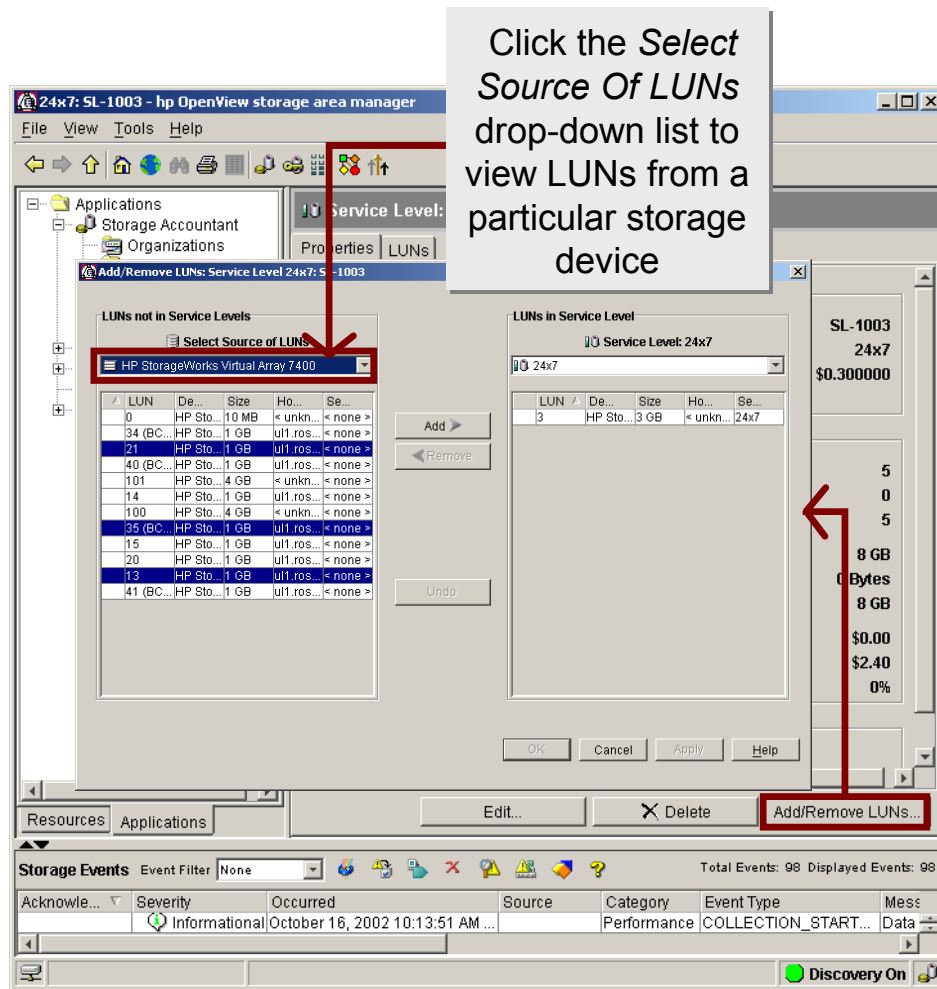 Click the Select
Source Of LUNs
drop-down list to
view LUNs from a
particular storage
device
24x7: SL-1003 - hp OpenView storage area manager
File View Tools Help
Applications
Storage Accountant
Organizations
Service Level:
Properties LUNs
Add/Remove LUNs: Service Level 24x7: SL-1003
LUNs not in Service Levels
Select Source of LUNs
HP StorageWorks Virtual Array 7400
LUN De... Size Ho... Se...
0 HP Sto... 10 MB < unkn... < none >
34 (BC... HP Sto... 1 GB ul1.ros... < none >
21 HP Sto... 1 GB ul1.ros... < none >
40 (BC... HP Sto... 1 GB ul1.ros... < none >
101 HP Sto... 4 GB < unkn... < none >
14 HP Sto... 1 GB ul1.ros... < none >
100 HP Sto... 4 GB < unkn... < none >
35 (BC... HP Sto... 1 GB ul1.ros... < none >
15 HP Sto... 1 GB ul1.ros... < none >
20 HP Sto... 1 GB ul1.ros... < none >
13 HP Sto... 1 GB ul1.ros... < none >
41 (BC... HP Sto... 1 GB ul1.ros... < none >
Add
Remove
Undo
LUNs in Service Level
Service Level: 24x7
24x7
LUN De... Size Ho... Se...
3 HP Sto... 3 GB < unkn... 24x7
OK Cancel Apply Help
SL-1003
24x7
$0.300000
5
0
5
8 GB
0 Bytes
8 GB
$0.00
$2.40
0%
Resources Applications
Edit... Delete Add/Remove LUNs...
Storage Events Event Filter None Total Events: 98 Displayed Events: 98
Acknowle... Severity Occurred Source Category Event Type Mess
Informational October 16, 2002 10:13:51 AM ... Performance COLLECTION_START... Data
Discovery On